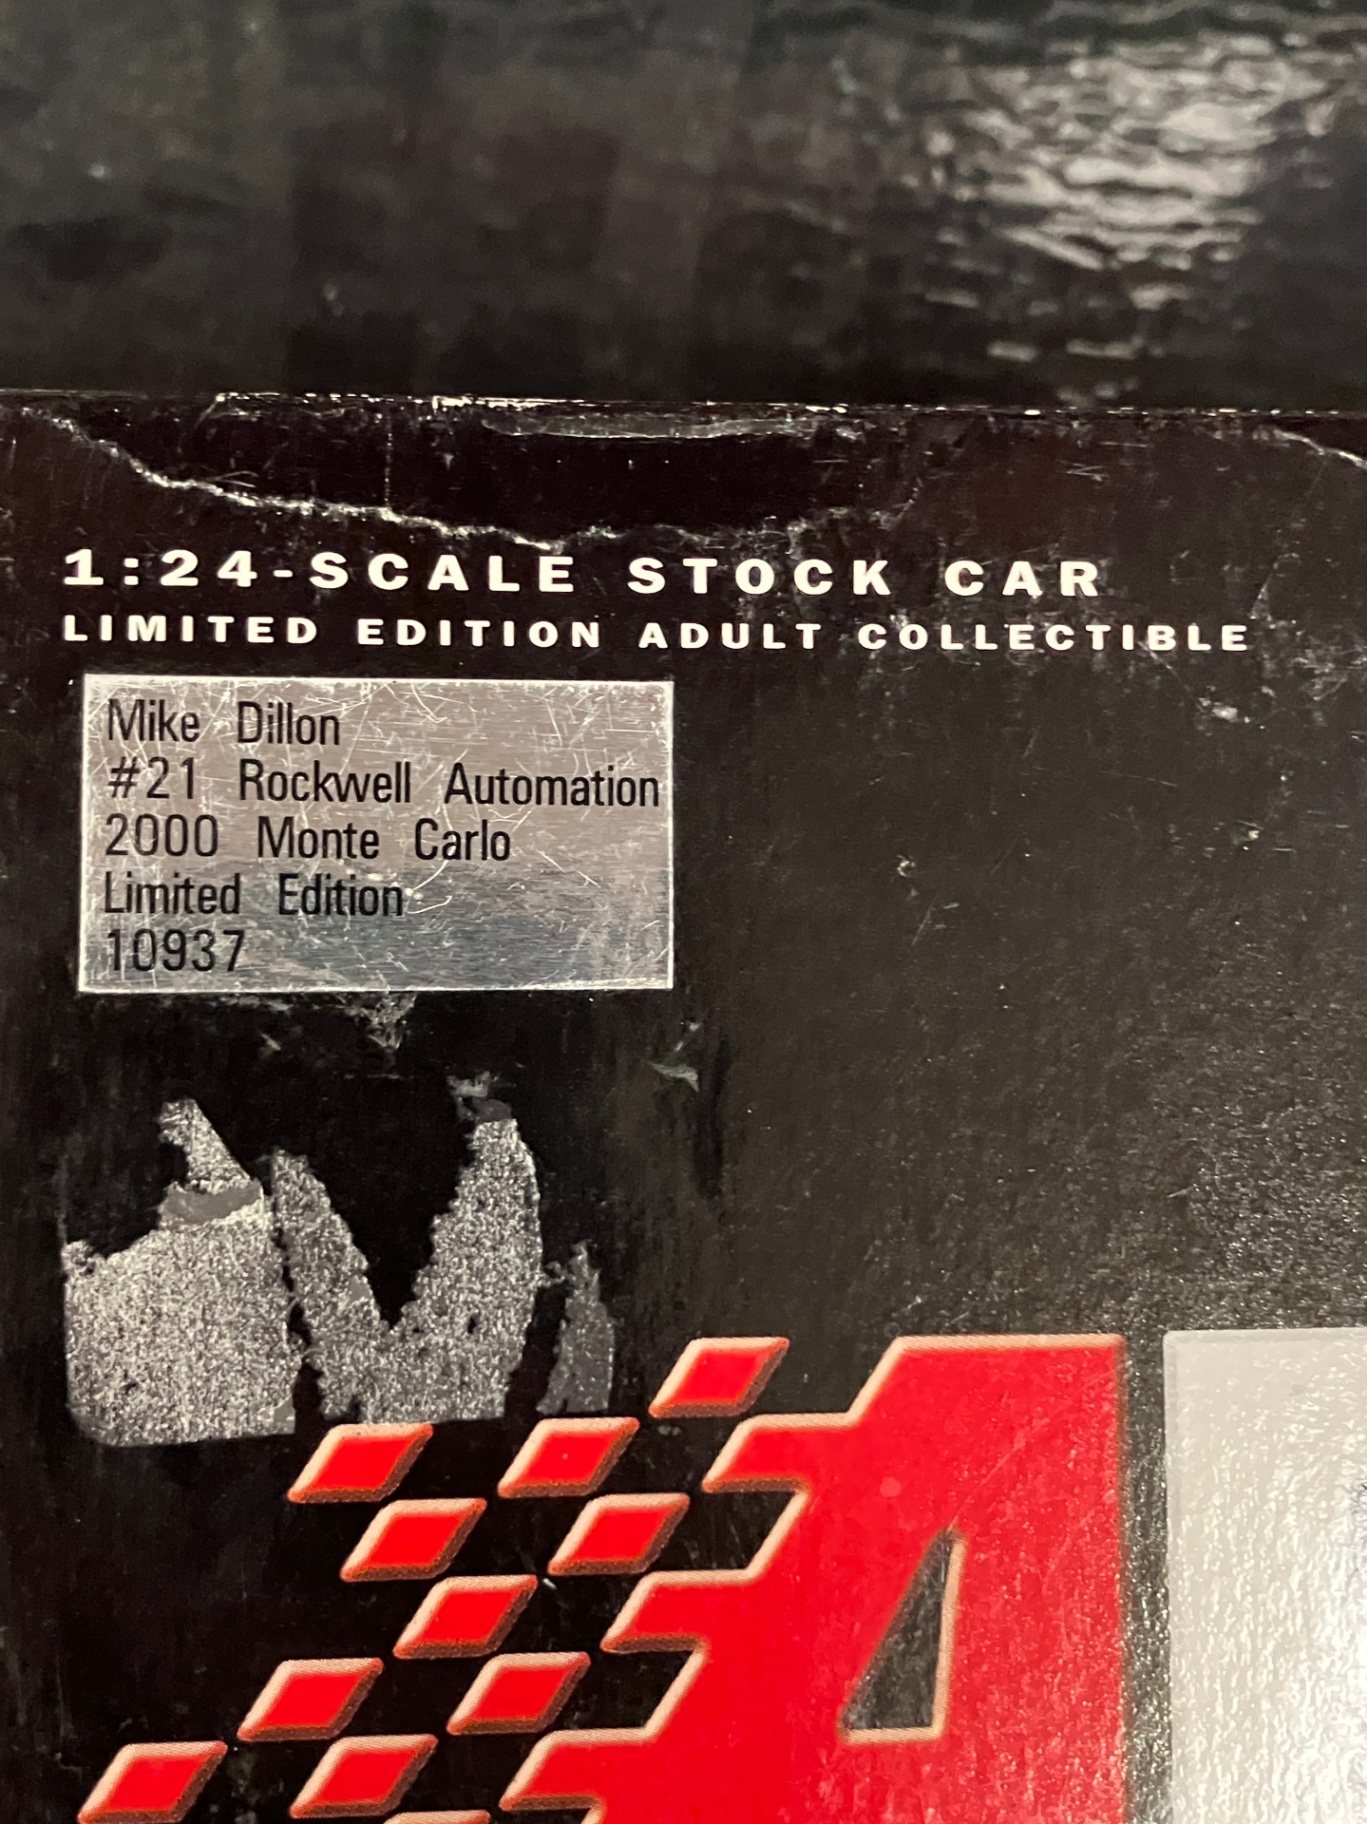 1:24-SCALE STOCK CAR
LIMITED EDITION ADULT COLLECTIBLE
Mike Dillon
#21 Rockwell Automation
2000 Monte Carlo
Limited Edition
10937
A